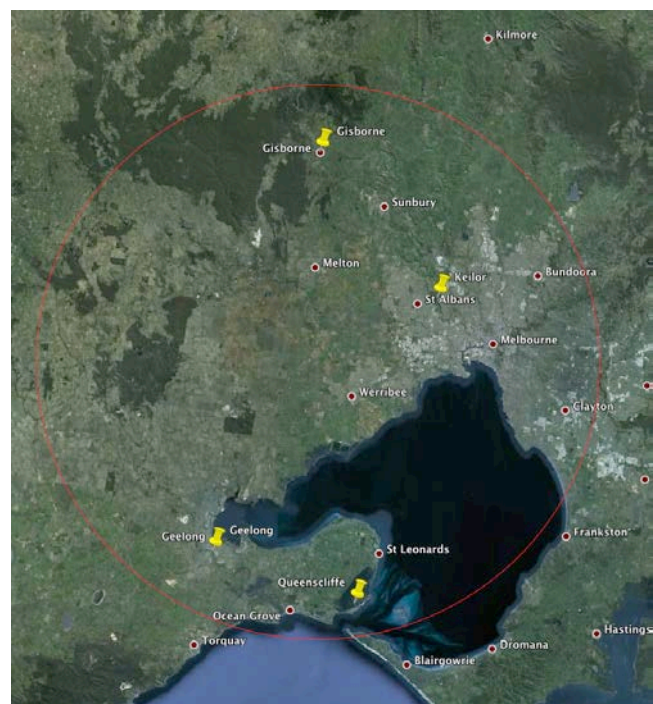 Kilmore
Gisborne
Gisborne
Sunbury
Melton
Keilor
Bundoora
St Albans
Melbourne
Werribee
Clayton
Geelong
Geelong
Frankston
St Leonards
Queenscliffe
Ocean Grove
Torquay
Hastings
Dromana
Blairgowrie